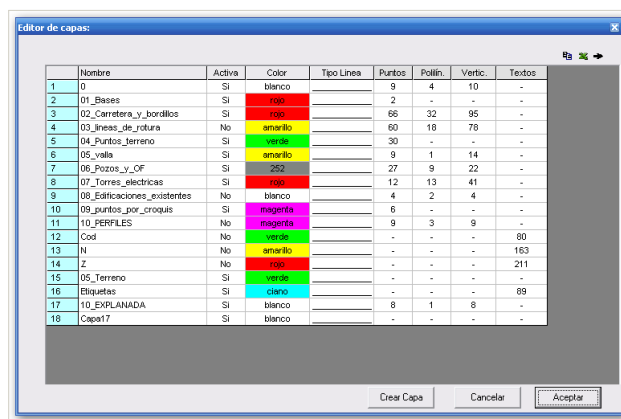 Editor de capas:
Nombre Activa Color Tipo Linea Puntos Polilín. Vertic. Textos
1 0 Si blanco 9 4 10 -
2 01_Bases Si rojo 2 - - -
3 02_Carretera_y_bordillos Si rojo 66 32 95 -
4 03_lineas_de_rotura No amarillo 60 18 78 -
5 04_Puntos_terreno Si verde 30 - - -
6 05_valla Si amarillo 9 1 14 -
7 06_Pozos_y_OF Si 252 27 9 22 -
8 07_Torres_electricas Si rojo 12 13 41 -
9 08_Edificaciones_existentes No blanco 4 2 4 -
10 09_puntos_por_croquis Si magenta 6 - - -
11 10_PERFILES No magenta 9 3 9 -
12 Cod No verde - - - 80
13 N No amarillo - - - 163
14 Z No rojo - - - 211
15 05_Terreno Si verde - - - -
16 Etiquetas Si ciano - - - 89
17 10_EXPLANADA Si blanco 8 1 8 -
18 Capa17 Si blanco - - - -
Crear Capa Cancelar Aceptar